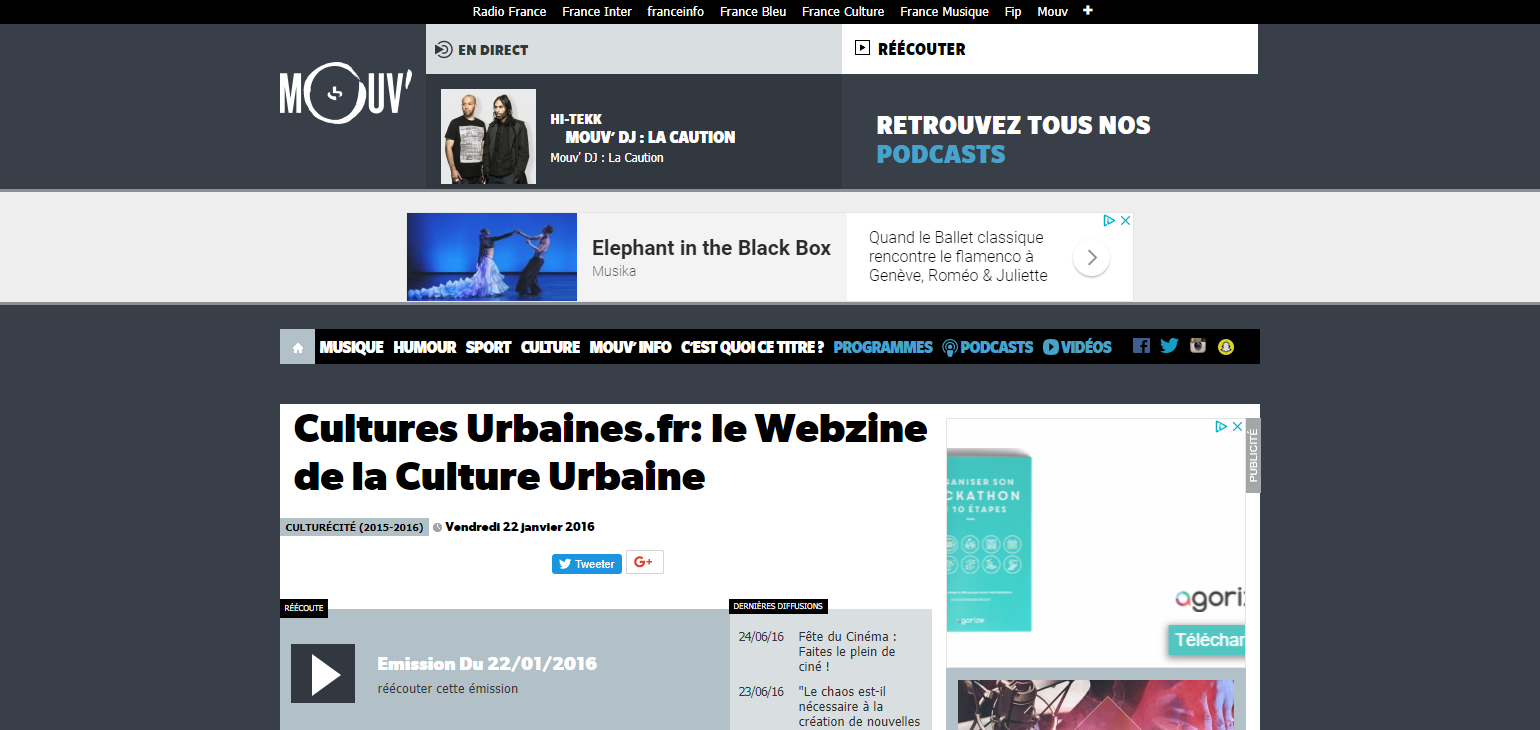 Radio France France Inter franceinfo France Bleu France Culture France Musique Fip Mouv
MOUV'
EN DIRECT
RÉÉCOUTER
HI-TEKK
MOUV' DJ : LA CAUTION
Mouv' DJ : La Caution
RETROUVEZ TOUS NOS
PODCASTS
Elephant in the Black Box
Musika
Quand le Ballet classique
rencontre le flamenco à
Genève, Roméo & Juliette
MUSIQUE HUMOUR SPORT CULTURE MOUV' INFO C'EST QUOI CE TITRE ? PROGRAMMES PODCASTS VIDÉOS
Cultures Urbaines.fr: le Webzine
de la Culture Urbaine
CULTURÉCITÉ (2015-2016) Vendredi 22 janvier 2016
Tweeter G+
RÉÉCOUTE
Emission Du 22/01/2016
réécouter cette émission
DERNIÈRES DIFFUSIONS
24/06/16 Fête du Cinéma :
Faites le plein de
ciné !
23/06/16 "Le chaos est-il
nécessaire à la
création de nouvelles
PUBLICITÉ
GANISER SON
CKATHON
10 ÉTAPES
gorize
agoriz
Téléchar